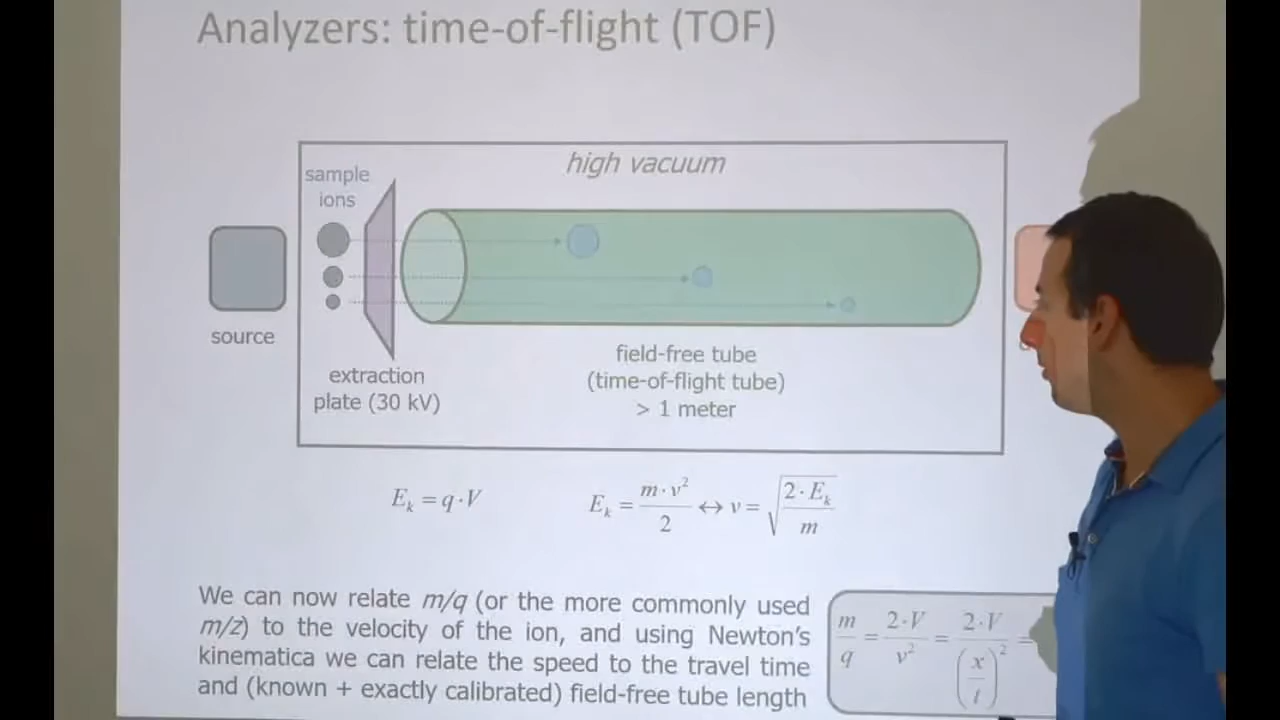 Analyzers: time-of-flight (TOF)
high vacuum
sample
ions
source
extraction
plate (30 kV)
field-free tube
(time-of-flight tube)
> 1 meter
E_k = q · V
E_k = m · v² / 2 ↔ v = √(2 · E_k / m)
We can now relate m/q (or the more commonly used
m/z) to the velocity of the ion, and using Newton's
kinematica we can relate the speed to the travel time
and (known + exactly calibrated) field-free tube length
m/q = 2·V / v² = 2·V / (x/t)² =